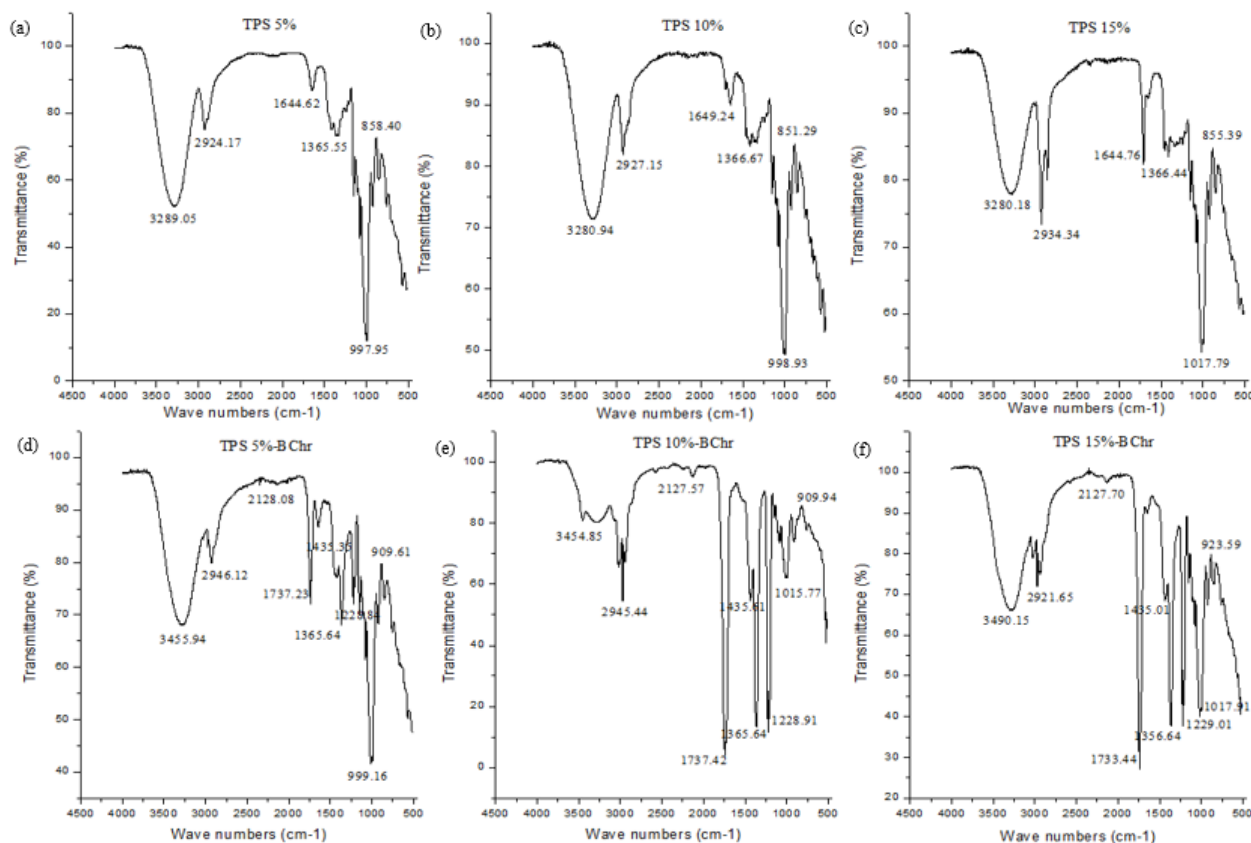 (a)
TPS 5%
Transmittance (%)
100
80
60
40
20
0
3289.05
2924.17
1644.62
1365.55
858.40
997.95
4500 4000 3500 3000 2500 2000 1500 1000 500
Wave numbers (cm-1)
(b)
TPS 10%
Transmittance (%)
100
90
80
70
60
50
3280.94
2927.15
1649.24
1366.67
851.29
998.93
4500 4000 3500 3000 2500 2000 1500 1000 500
Wave numbers (cm-1)
(c)
TPS 15%
Transmittance (%)
100
90
80
70
60
50
3280.18
2934.34
1644.76
1366.44
855.39
1017.79
4500 4000 3500 3000 2500 2000 1500 1000 500
Wave numbers (cm-1)
(d)
TPS 5%-BChr
Transmittance (%)
100
90
80
70
60
50
40
3455.94
2946.12
2128.08
1737.23
1435.35
1365.64
1228.84
909.61
999.16
4500 4000 3500 3000 2500 2000 1500 1000 500
Wave numbers (cm-1)
(e)
TPS 10%-BChr
Transmittance (%)
100
80
60
40
20
0
3454.85
2945.44
2127.57
1737.42
1435.61
1365.64
1228.91
909.94
1015.77
4500 4000 3500 3000 2500 2000 1500 1000 500
Wave numbers (cm-1)
(f)
TPS 15%-BChr
Transmittance (%)
100
90
80
70
60
50
40
30
20
3490.15
2921.65
2127.70
1733.44
1435.01
1356.64
1229.01
923.59
1017.91
4500 4000 3500 3000 2500 2000 1500 1000 500
Wave numbers (cm-1)